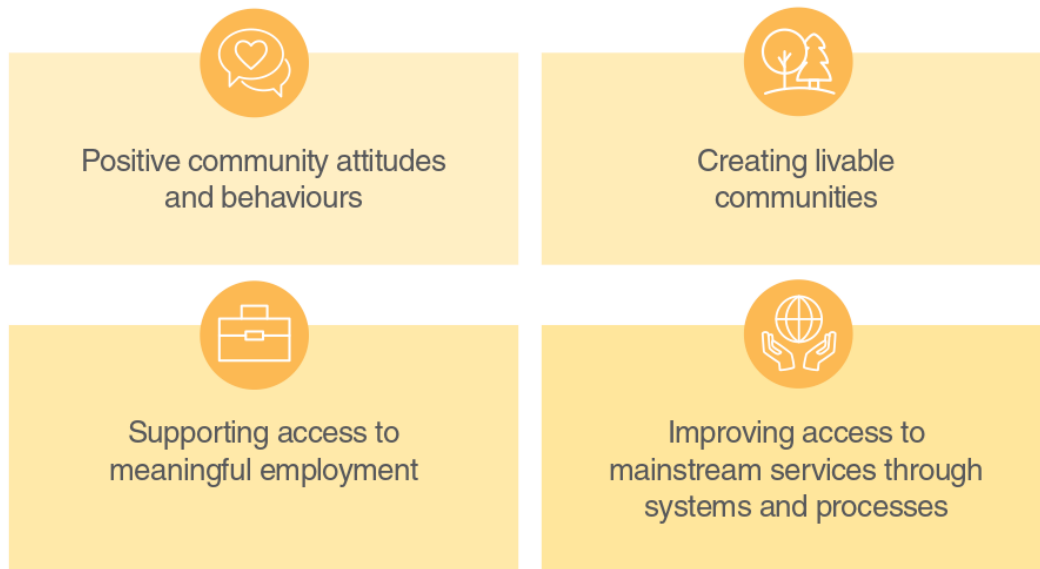 Positive community attitudes
and behaviours
Creating livable
communities
Supporting access to
meaningful employment
Improving access to
mainstream services through
systems and processes